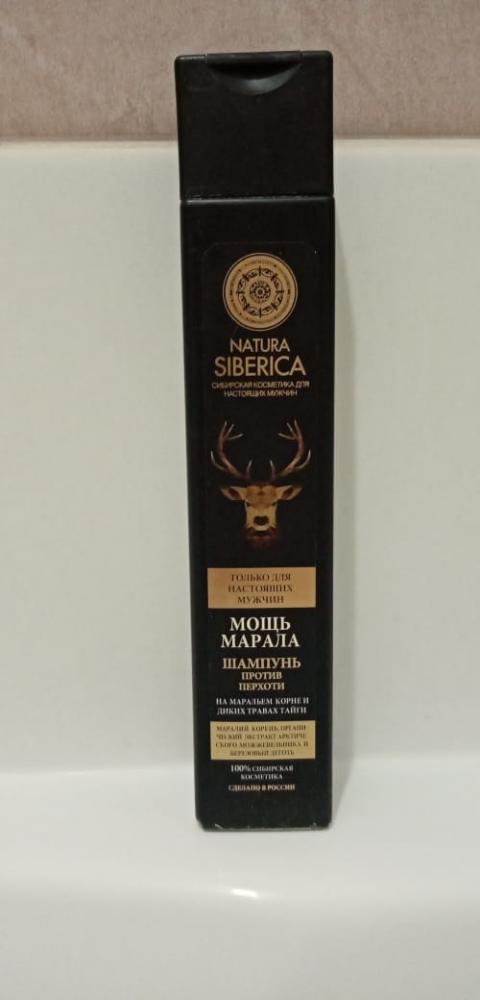 NATURA
SIBERICA
СИБИРСКАЯ КОСМЕТИКА ДЛЯ
НАСТОЯЩИХ МУЖЧИН
ТОЛЬКО ДЛЯ
НАСТОЯЩИХ
МУЖЧИН
МОЩЬ
МАРАЛА
ШАМПУНЬ
ПРОТИВ
ПЕРХОТИ
НА МАРАЛЬЕМ КОРНЕ И
ДИКИХ ТРАВАХ ТАЙГИ
МАРАЛИЙ КОРЕНЬ, ОРГАНИ
ЧЕСКИЙ ЭКСТРАКТ АРКТИЧЕ
СКОГО МОЖЖЕВЕЛЬНИКА И
БЕРЕЗОВЫЙ ДЕГОТЬ
100% СИБИРСКАЯ
КОСМЕТИКА
СДЕЛАНО В РОССИИ